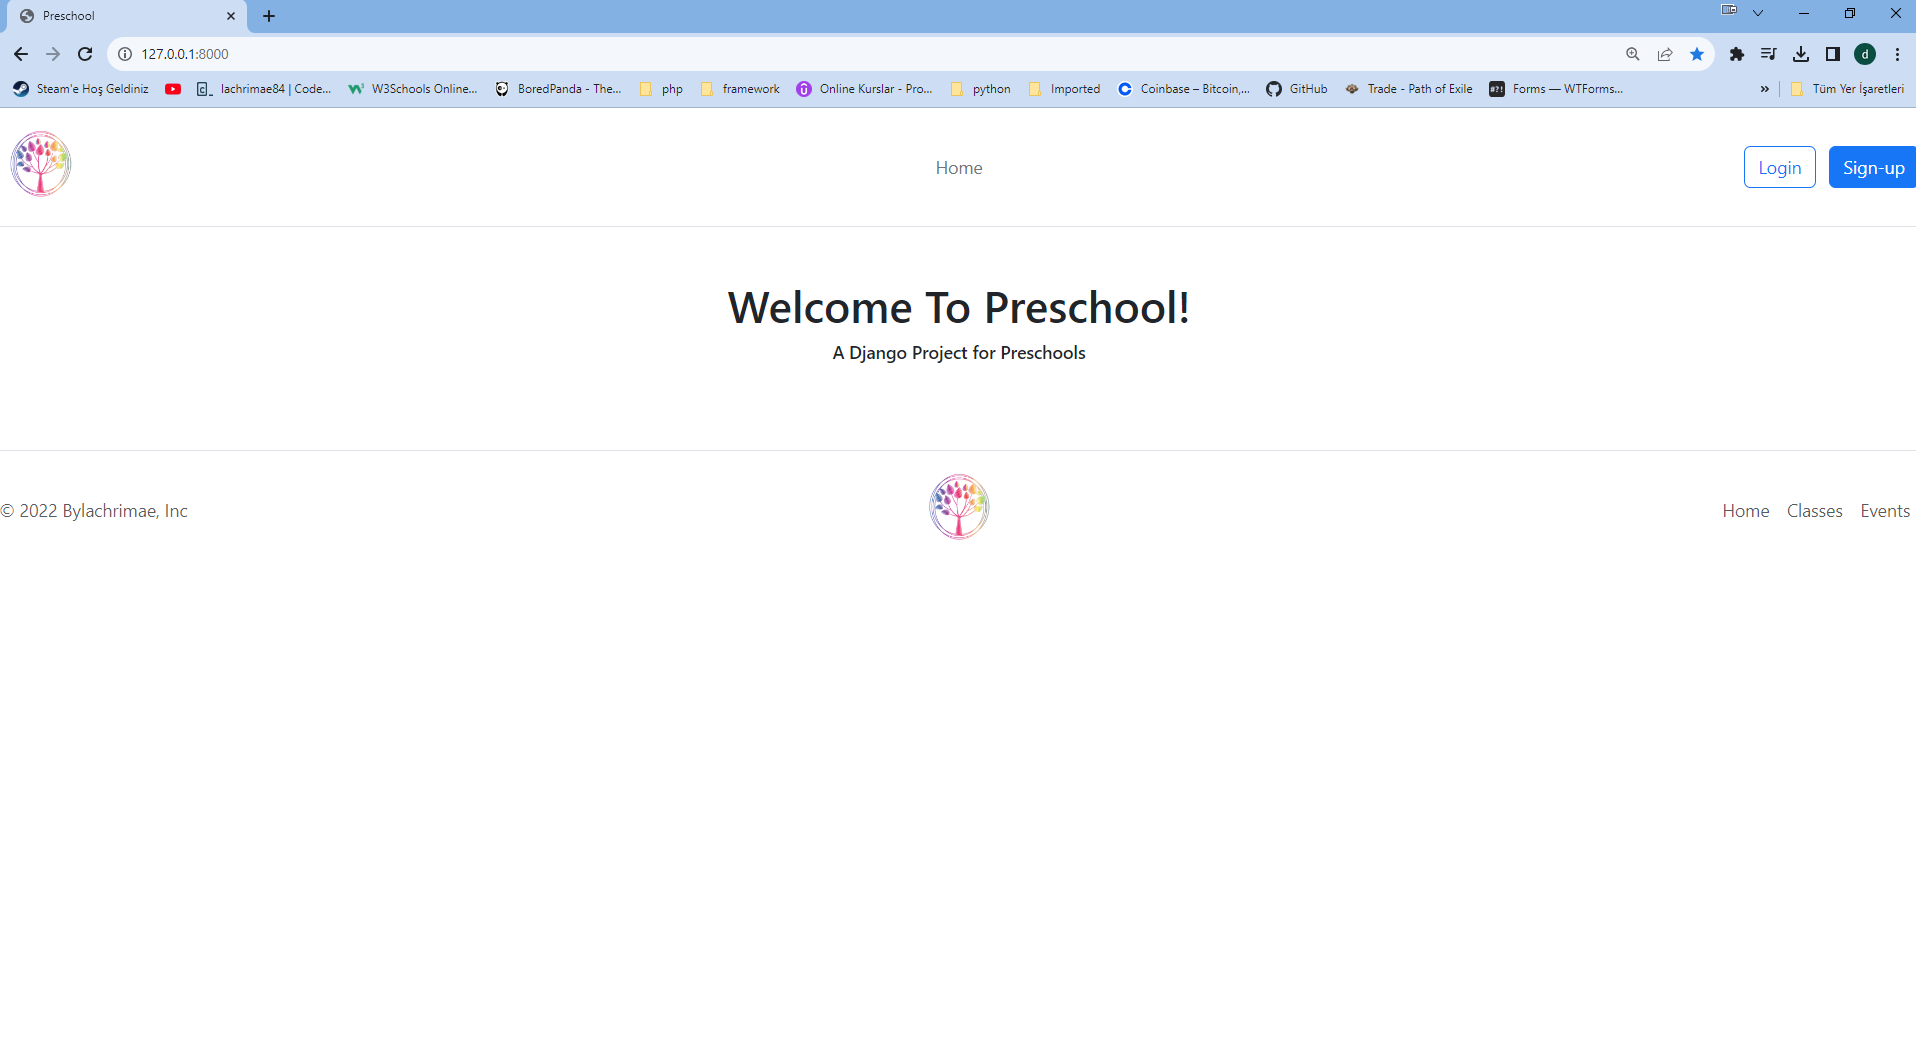 Preschool
127.0.0.1:8000
d
Steam'e Hoş Geldiniz lachrimae84 | Code... W3Schools Online... BoredPanda - The... php framework Online Kurslar - Pro... python Imported Coinbase – Bitcoin,... GitHub Trade - Path of Exile #?! Forms — WTForms... » Tüm Yer İşaretleri
Home Login Sign-up
Welcome To Preschool!
A Django Project for Preschools
© 2022 Bylachrimae, Inc Home Classes Events